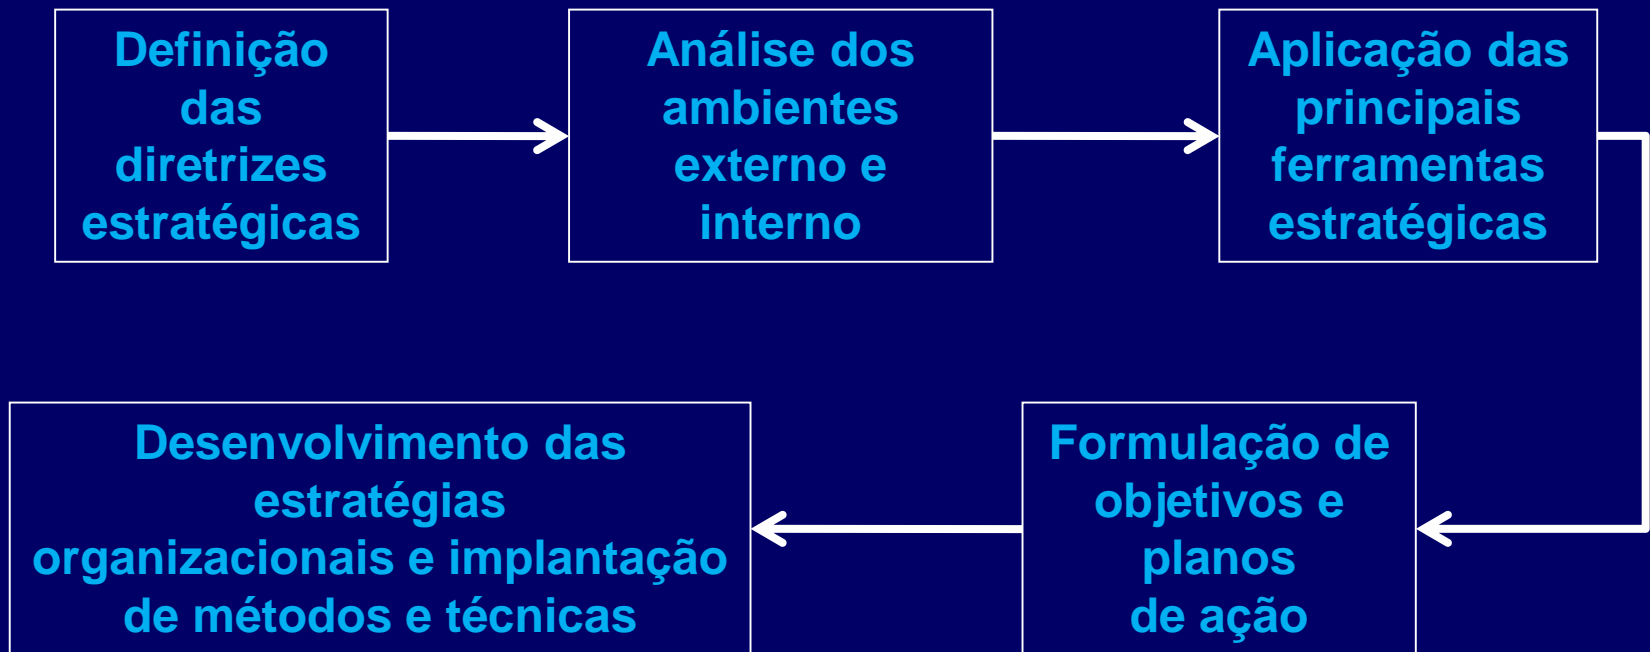 Definição
das
diretrizes
estratégicas
Análise dos
ambientes
externo e
interno
Aplicação das
principais
ferramentas
estratégicas
Formulação de
objetivos e
planos
de ação
Desenvolvimento das
estratégias
organizacionais e implantação
de métodos e técnicas